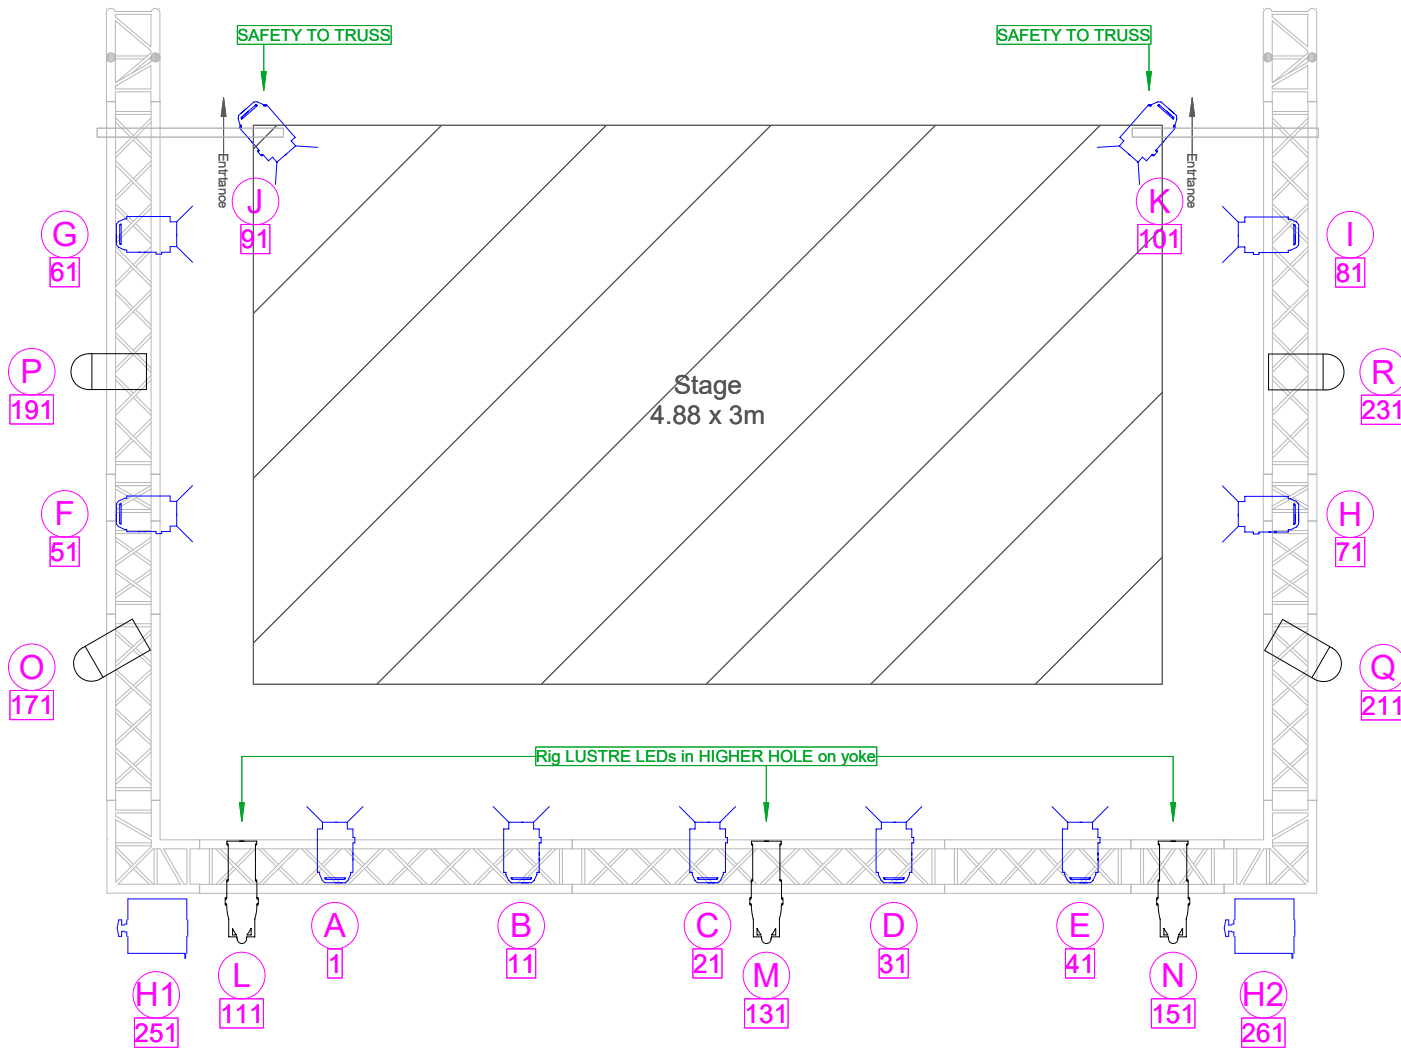 SAFETY TO TRUSS
SAFETY TO TRUSS
Entrtance
Entrtance
J
91
K
101
G
61
I
81
P
191
R
231
Stage
4.88 x 3m
F
51
H
71
O
171
Q
211
Rig LUSTRE LEDs in HIGHER HOLE on yoke
A
1
B
11
C
21
D
31
E
41
L
111
M
131
N
151
H1
251
H2
261